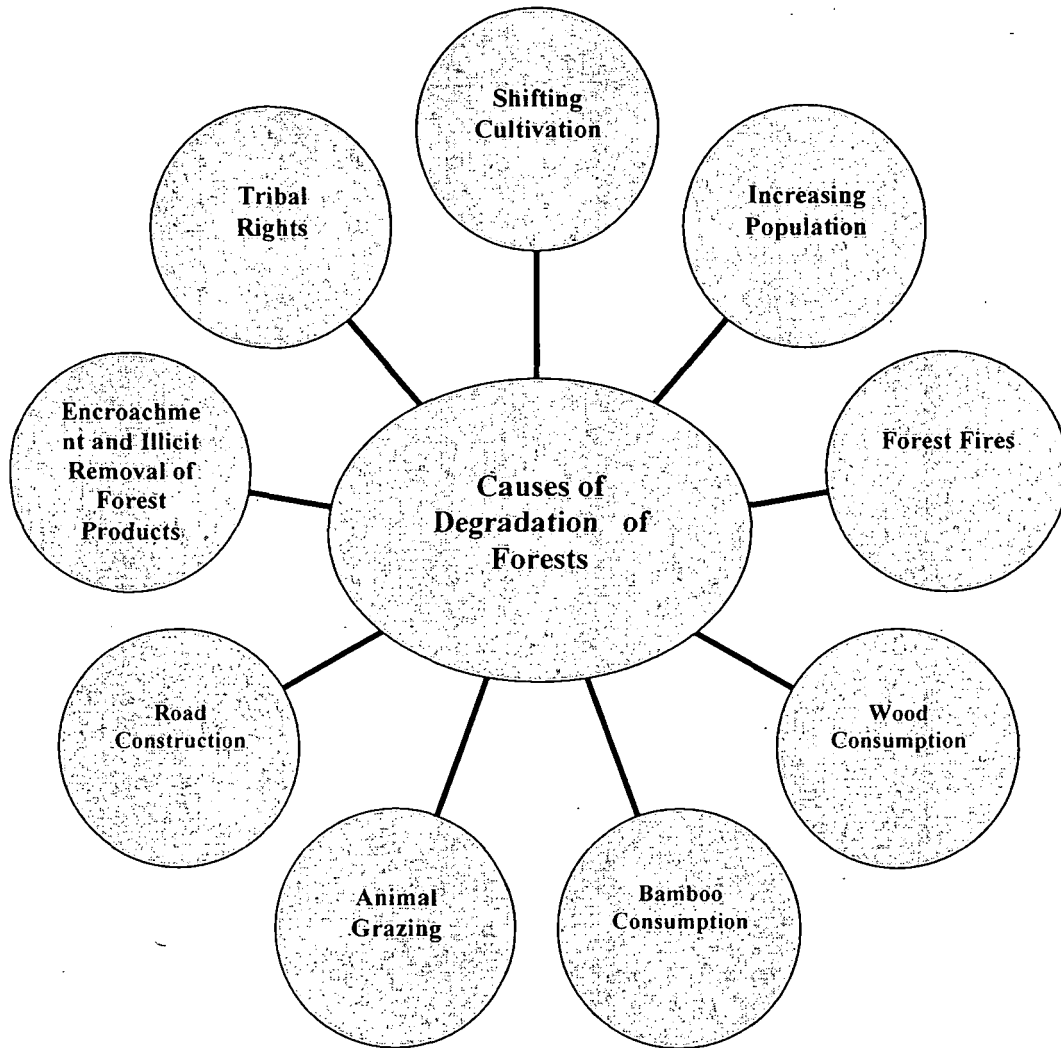 Shifting
Cultivation
Increasing
Population
Forest Fires
Wood
Consumption
Bamboo
Consumption
Animal
Grazing
Road
Construction
Encroachme
nt and Illicit
Removal of
Forest
Products
Tribal
Rights
Causes of
Degradation of
Forests